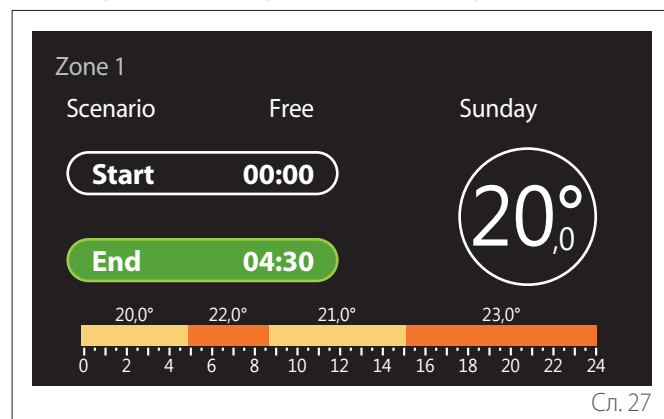 Zone 1
Scenario Free Sunday
Start 00:00
20°,0
End 04:30
20,0° 22,0° 21,0° 23,0°
0 2 4 6 8 10 12 14 16 18 20 22 24
Сл. 27